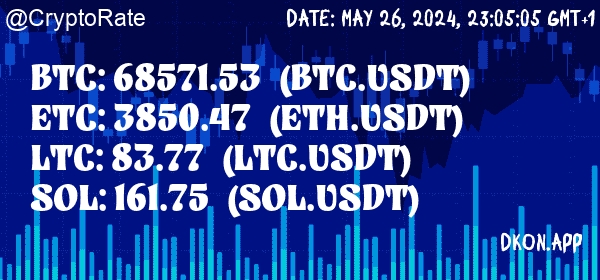 @CryptoRate
DATE: MAY 26, 2024, 23:05:05 GMT+1
BTC: 68571.53 (BTC.USDT)
ETC: 3850.47 (ETH.USDT)
LTC: 83.77 (LTC.USDT)
SOL: 161.75 (SOL.USDT)
DKON.APP